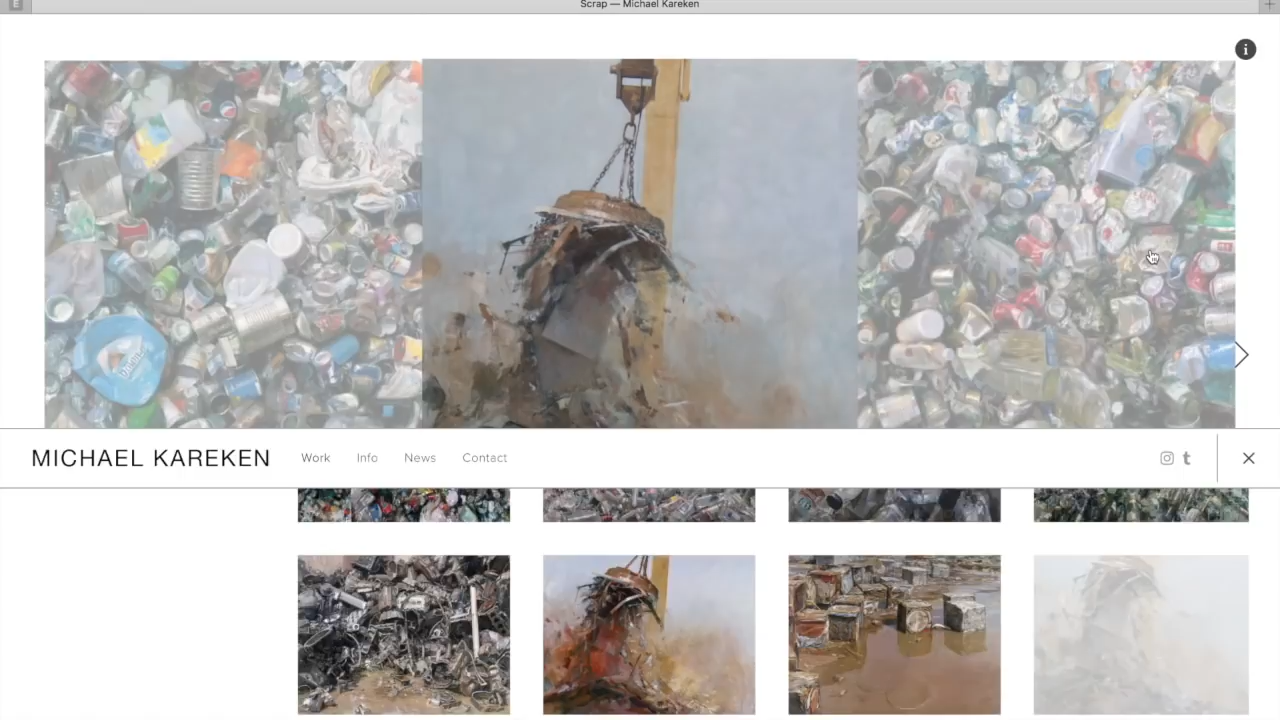 E
Scrap — Michael Kareken
MICHAEL KAREKEN
Work
Info
News
Contact